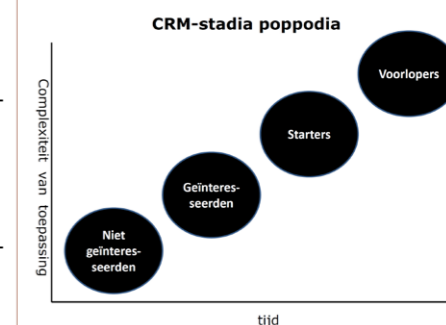 CRM-stadia poppodia
Complexiteit van toepassing
Voorlopers
Starters
Geïnteres-
seerden
Niet
geïnteres-
seerden
tijd